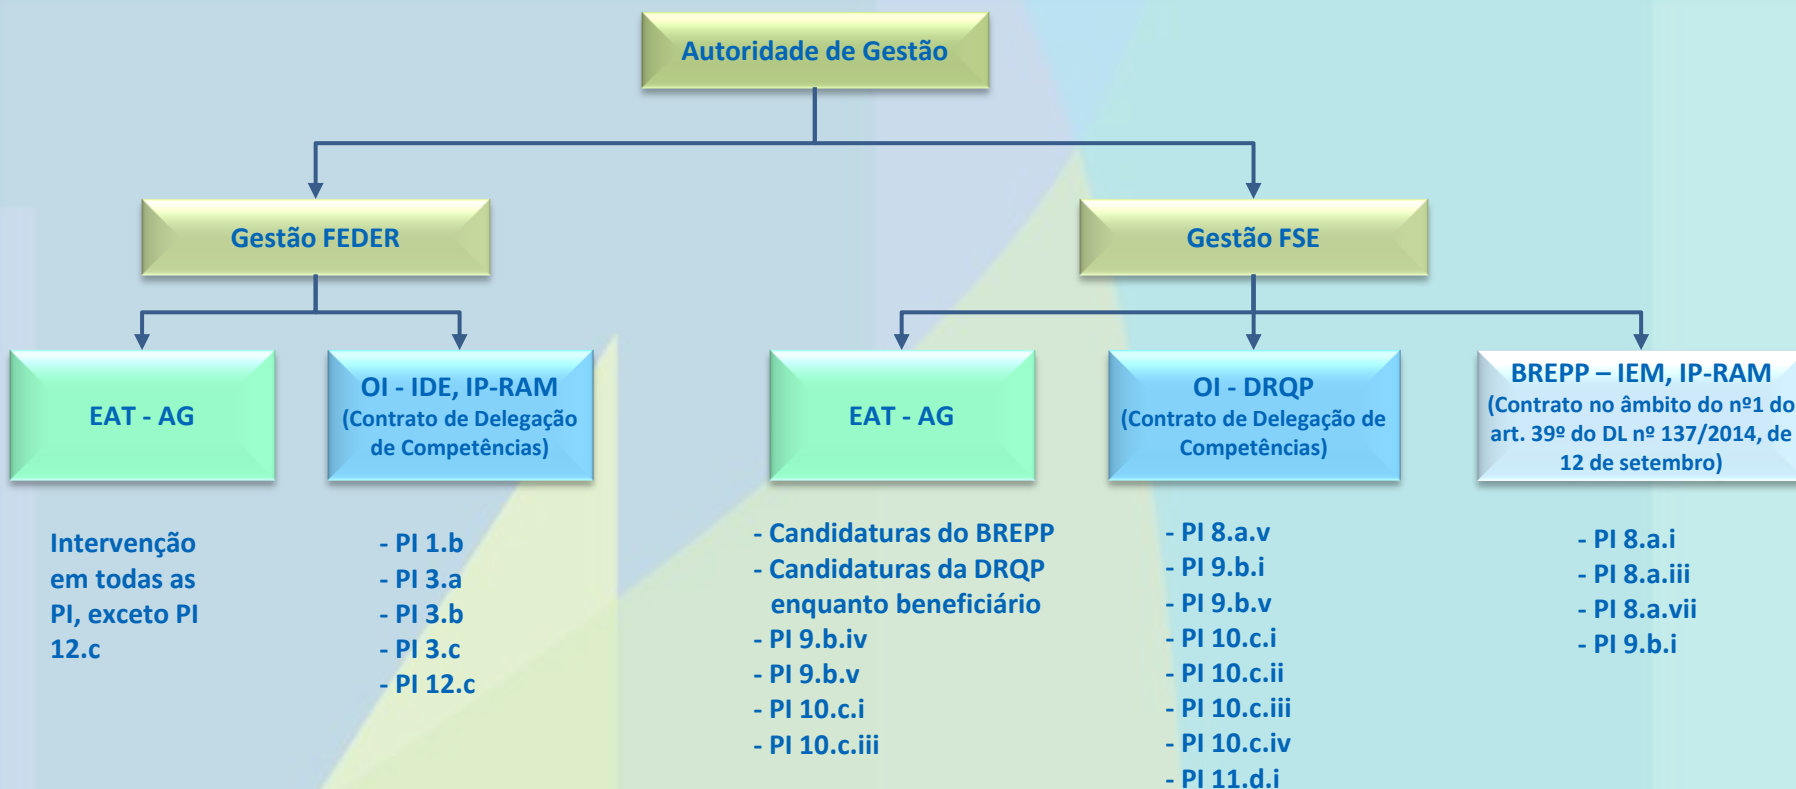 Autoridade de Gestão
Gestão FEDER
Gestão FSE
EAT - AG
OI - IDE, IP-RAM
(Contrato de Delegação
de Competências)
EAT - AG
OI - DRQP
(Contrato de Delegação de
Competências)
BREPP – IEM, IP-RAM
(Contrato no âmbito do nº1 do
art. 39º do DL nº 137/2014, de
12 de setembro)
Intervenção
em todas as
PI, exceto PI
12.c
- PI 1.b
- PI 3.a
- PI 3.b
- PI 3.c
- PI 12.c
- Candidaturas do BREPP
- Candidaturas da DRQP
enquanto beneficiário
- PI 9.b.iv
- PI 9.b.v
- PI 10.c.i
- PI 10.c.iii
- PI 8.a.v
- PI 9.b.i
- PI 9.b.v
- PI 10.c.i
- PI 10.c.ii
- PI 10.c.iii
- PI 10.c.iv
- PI 11.d.i
- PI 8.a.i
- PI 8.a.iii
- PI 8.a.vii
- PI 9.b.i